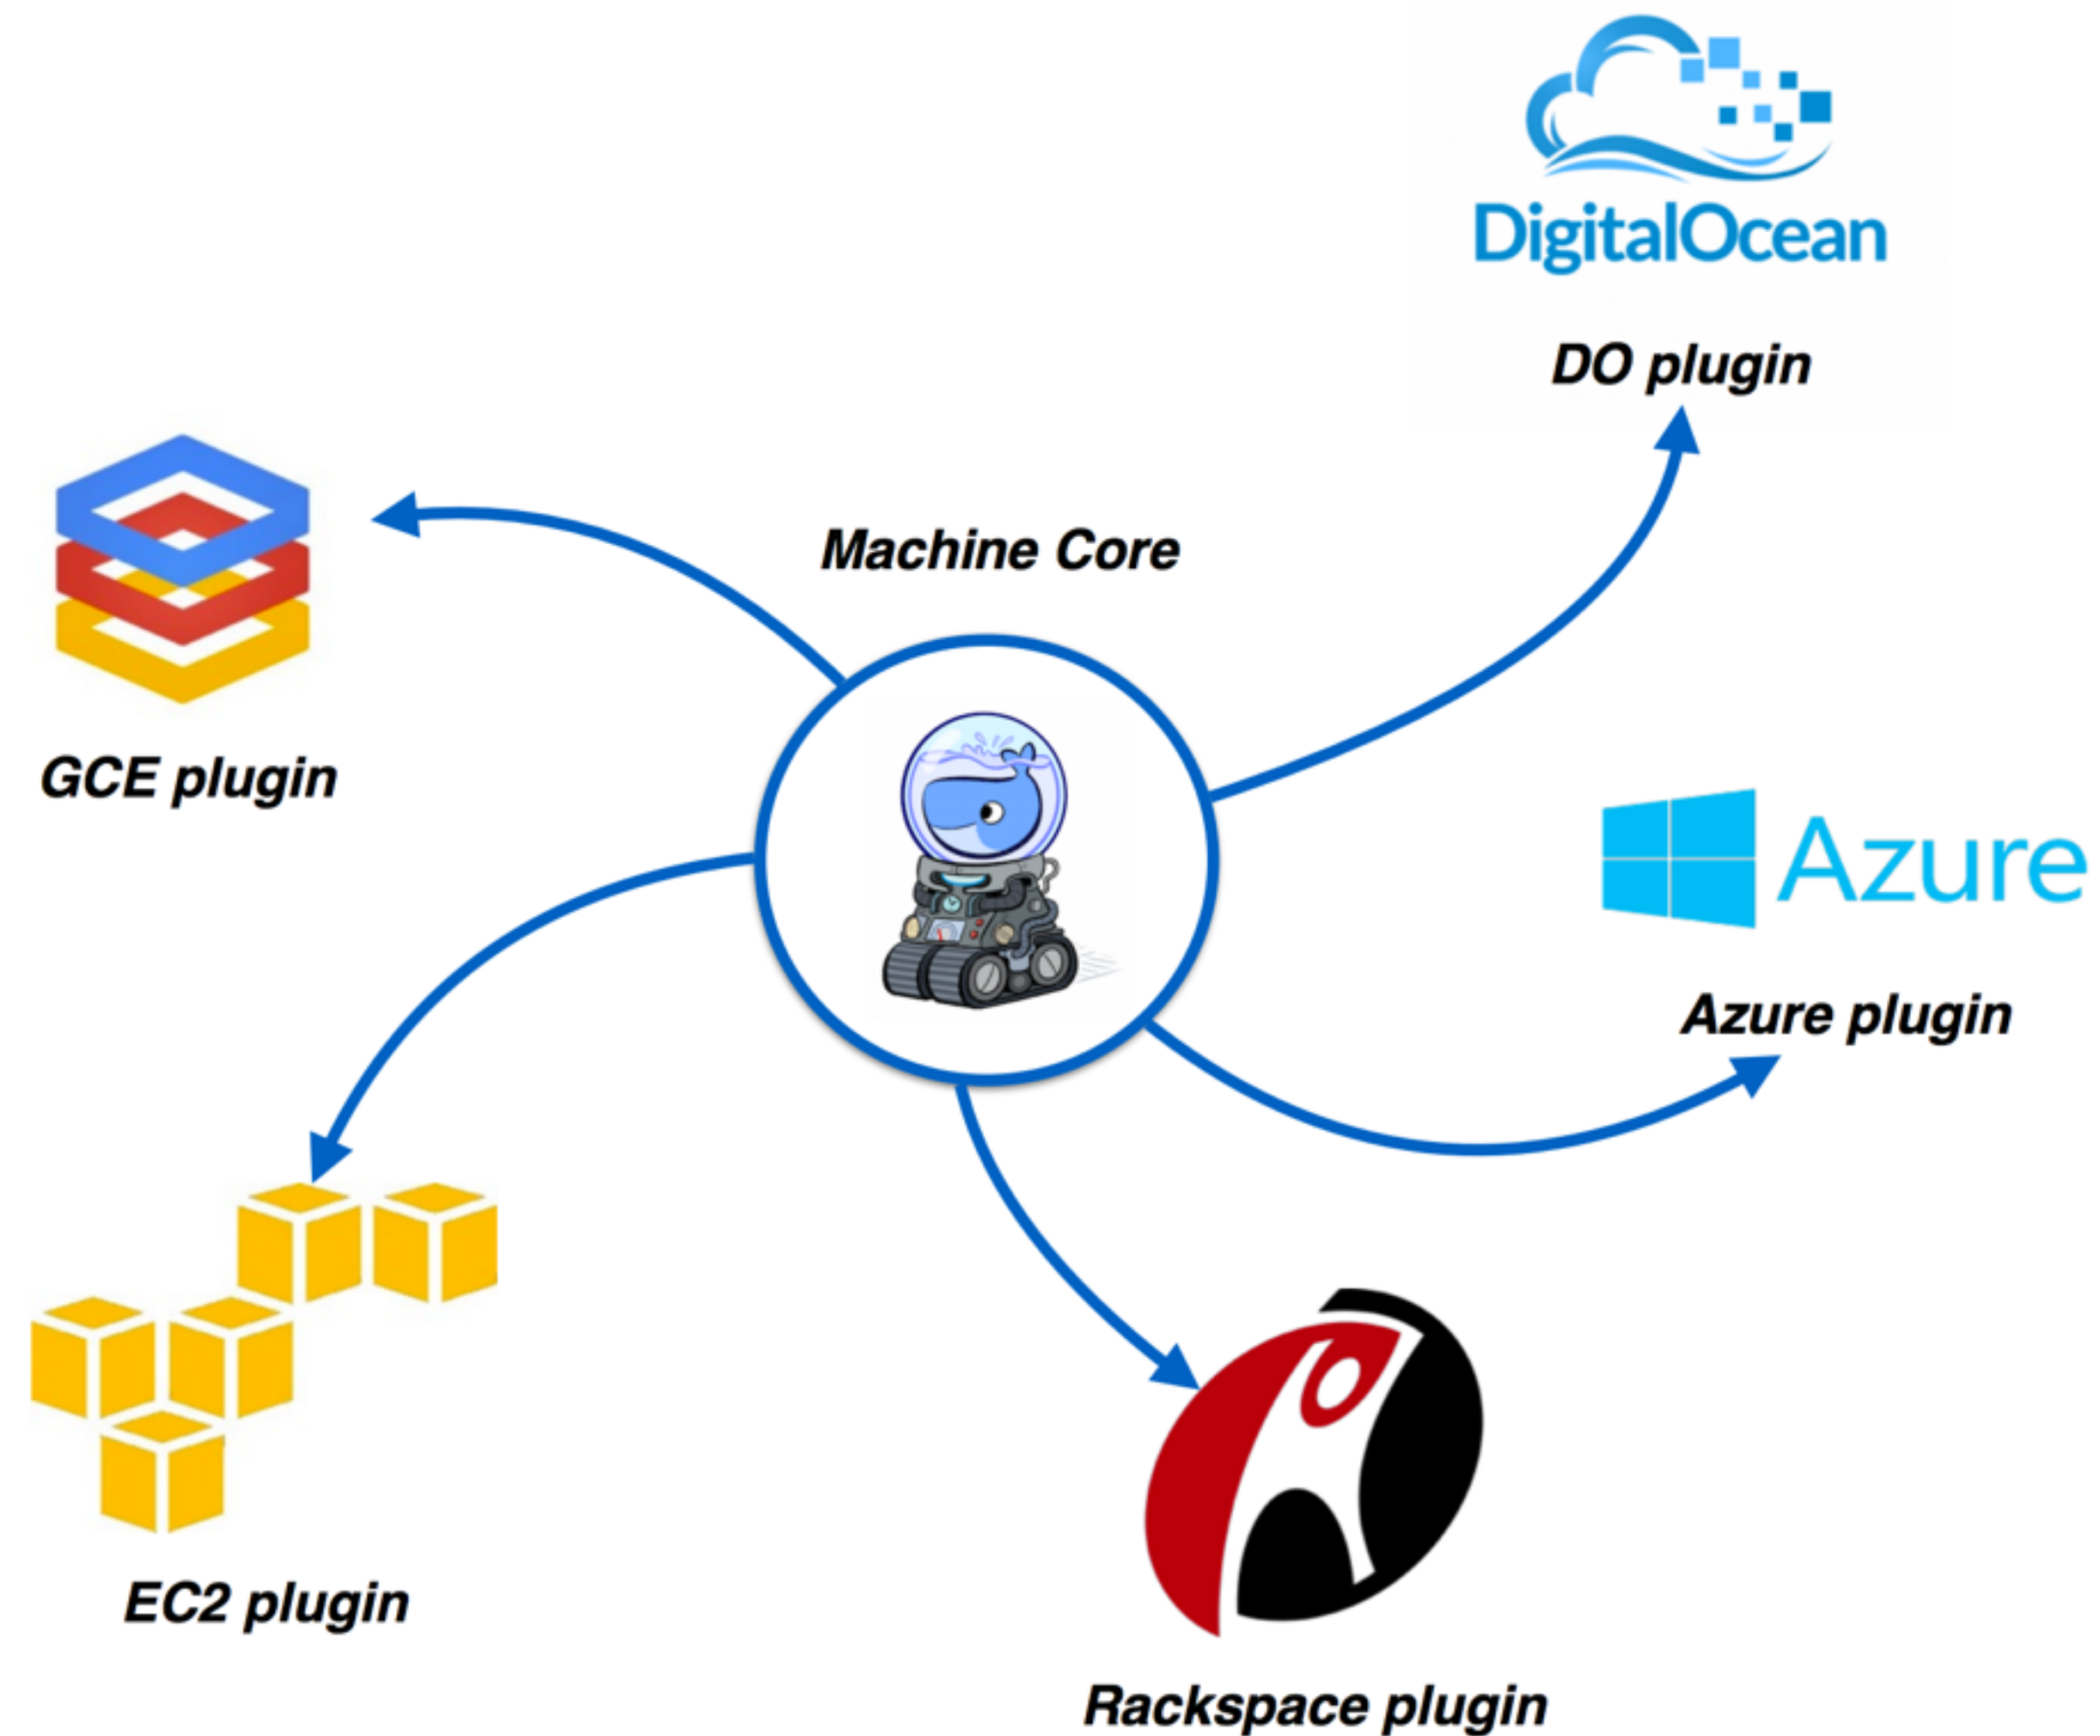 DigitalOcean
DO plugin
Machine Core
GCE plugin
Azure
Azure plugin
EC2 plugin
Rackspace plugin